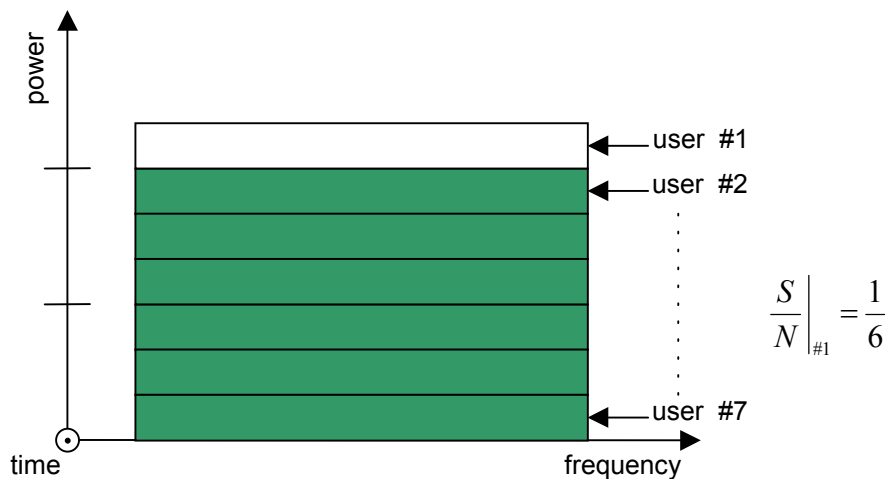 power
user #1
user #2
S/N|#1 = 1/6
user #7
time
frequency